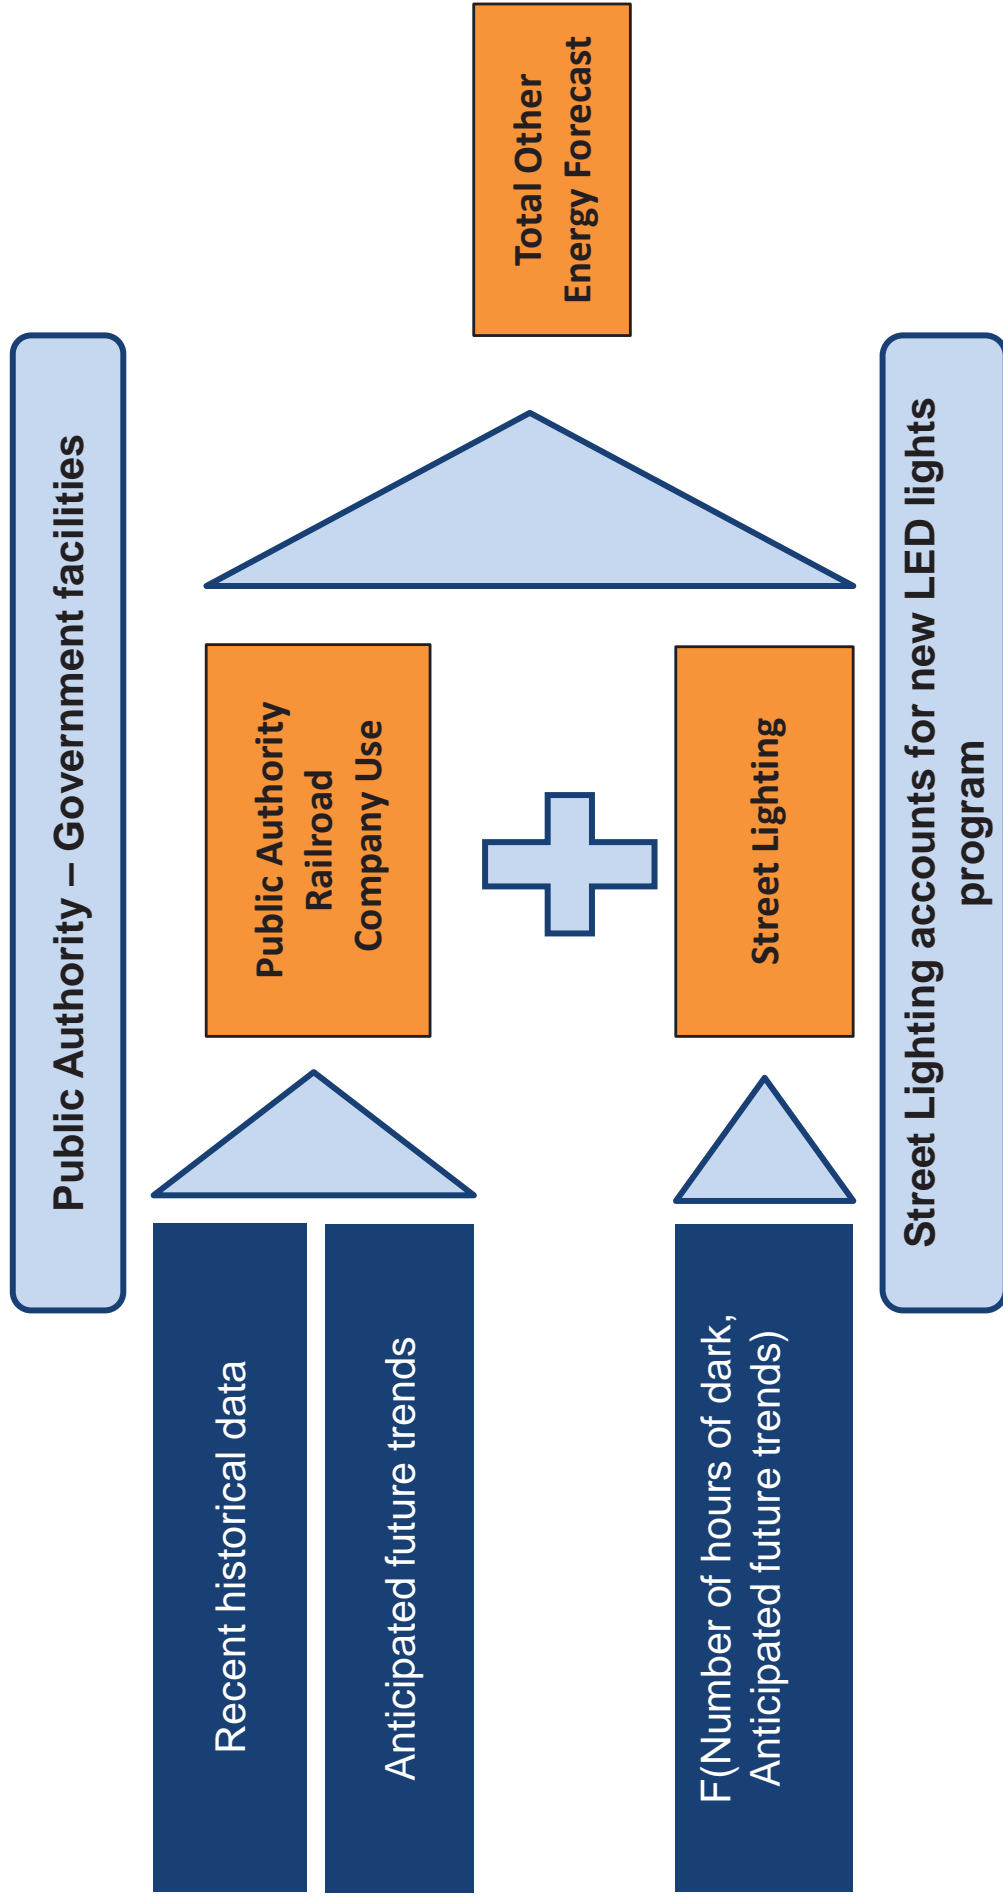 Public Authority – Government facilities
Recent historical data
Anticipated future trends
Public Authority
Railroad
Company Use
Total Other
Energy Forecast
F(Number of hours of dark,
Anticipated future trends)
Street Lighting
Street Lighting accounts for new LED lights
program